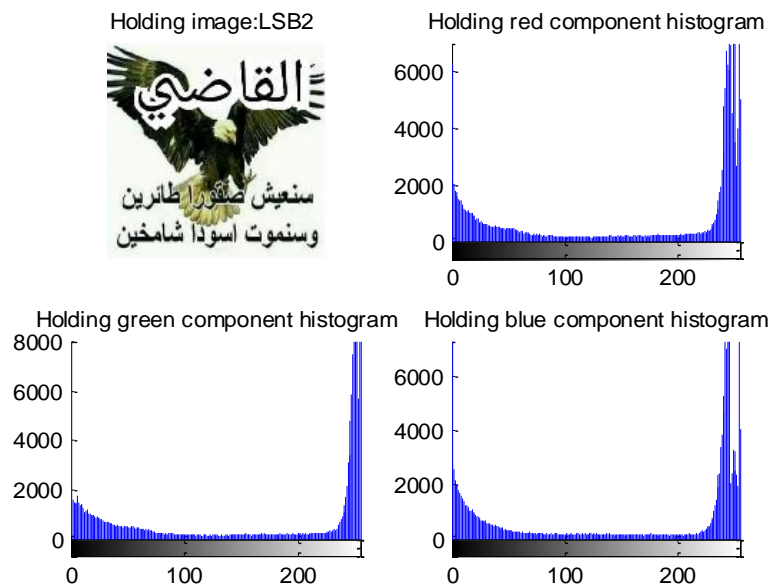 Holding image:LSB2
القاضي
سنعيش صقورا طائرين
وسنموت اسودا شامخين
Holding red component histogram
6000
4000
2000
0
0 100 200
Holding green component histogram
8000
6000
4000
2000
0
0 100 200
Holding blue component histogram
6000
4000
2000
0
0 100 200